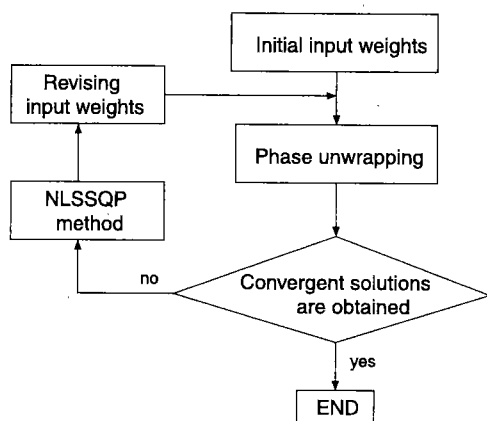 Initial input weights
Revising
input weights
Phase unwrapping
NLSSQP
method
no
Convergent solutions
are obtained
yes
END